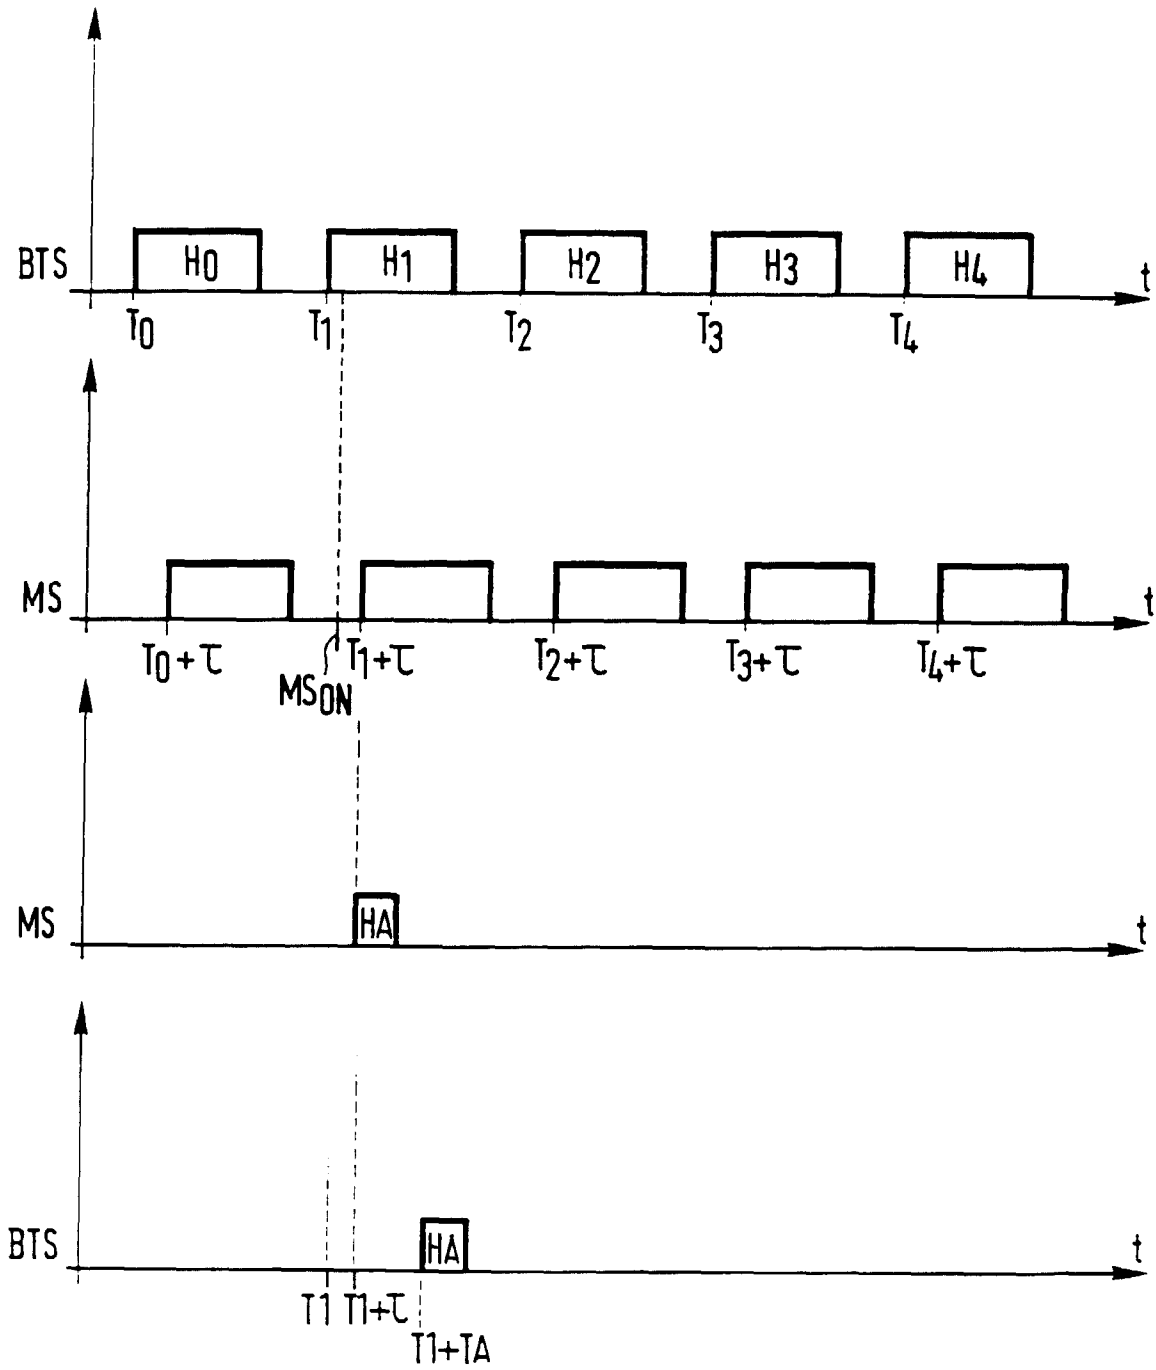 BTS H0 H1 H2 H3 H4 t
T0 T1 T2 T3 T4
MS t
T0+τ T1+τ T2+τ T3+τ T4+τ
MSON
MS HA t
BTS HA t
T1 T1+τ
T1+TA